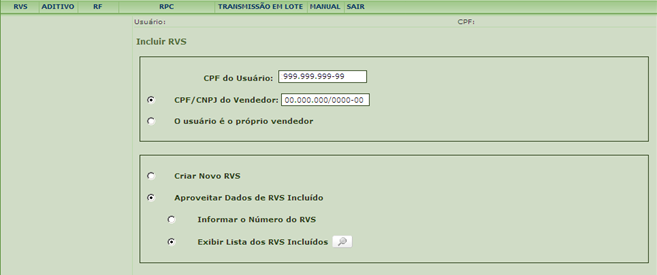 RVS ADITIVO RF RPC TRANSMISSÃO EM LOTE MANUAL SAIR
Usuário: CPF:
Incluir RVS
CPF do Usuário: 999.999.999-99
CPF/CNPJ do Vendedor: 00.000.000/0000-00
O usuário é o próprio vendedor
Criar Novo RVS
Aproveitar Dados de RVS Incluído
Informar o Número do RVS
Exibir Lista dos RVS Incluídos